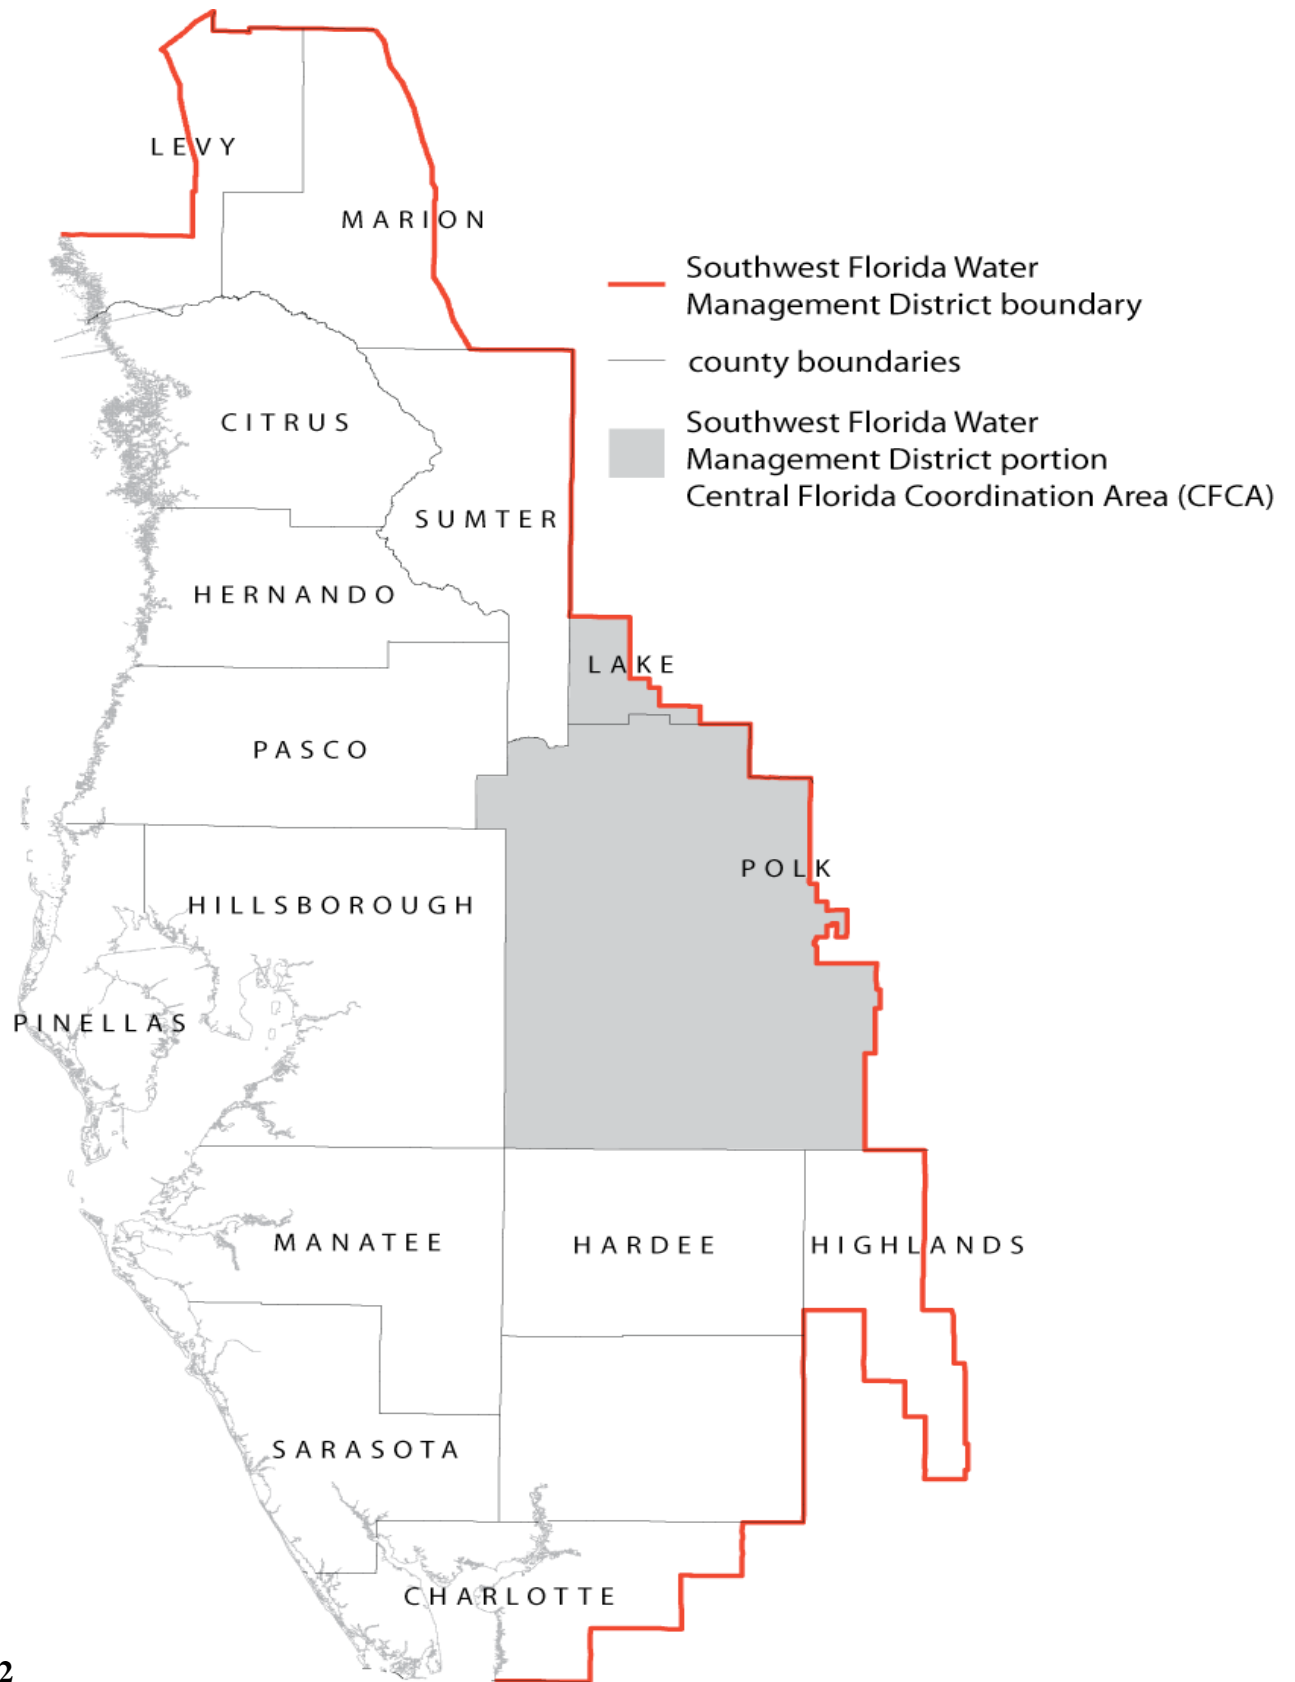 LEVY
MARION
Southwest Florida Water
Management District boundary
county boundaries
CITRUS
Southwest Florida Water
Management District portion
Central Florida Coordination Area (CFCA)
SUMTER
HERNANDO
LAKE
PASCO
POLK
HILLSBOROUGH
PINELLAS
MANATEE
HARDEE
HIGHLANDS
SARASOTA
CHARLOTTE
2